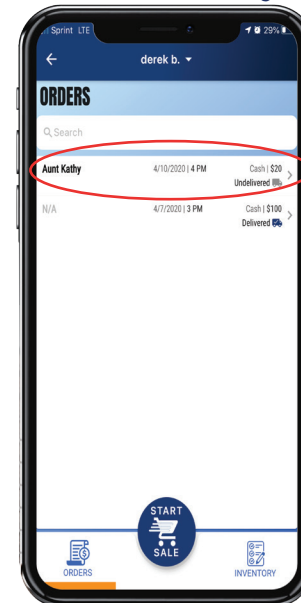 Sprint LTE 29%
derek b.
ORDERS
Search
Aunt Kathy 4/10/2020 | 4 PM Cash | $20
Undelivered
N/A 4/7/2020 | 3 PM Cash | $100
Delivered
START
SALE
ORDERS INVENTORY